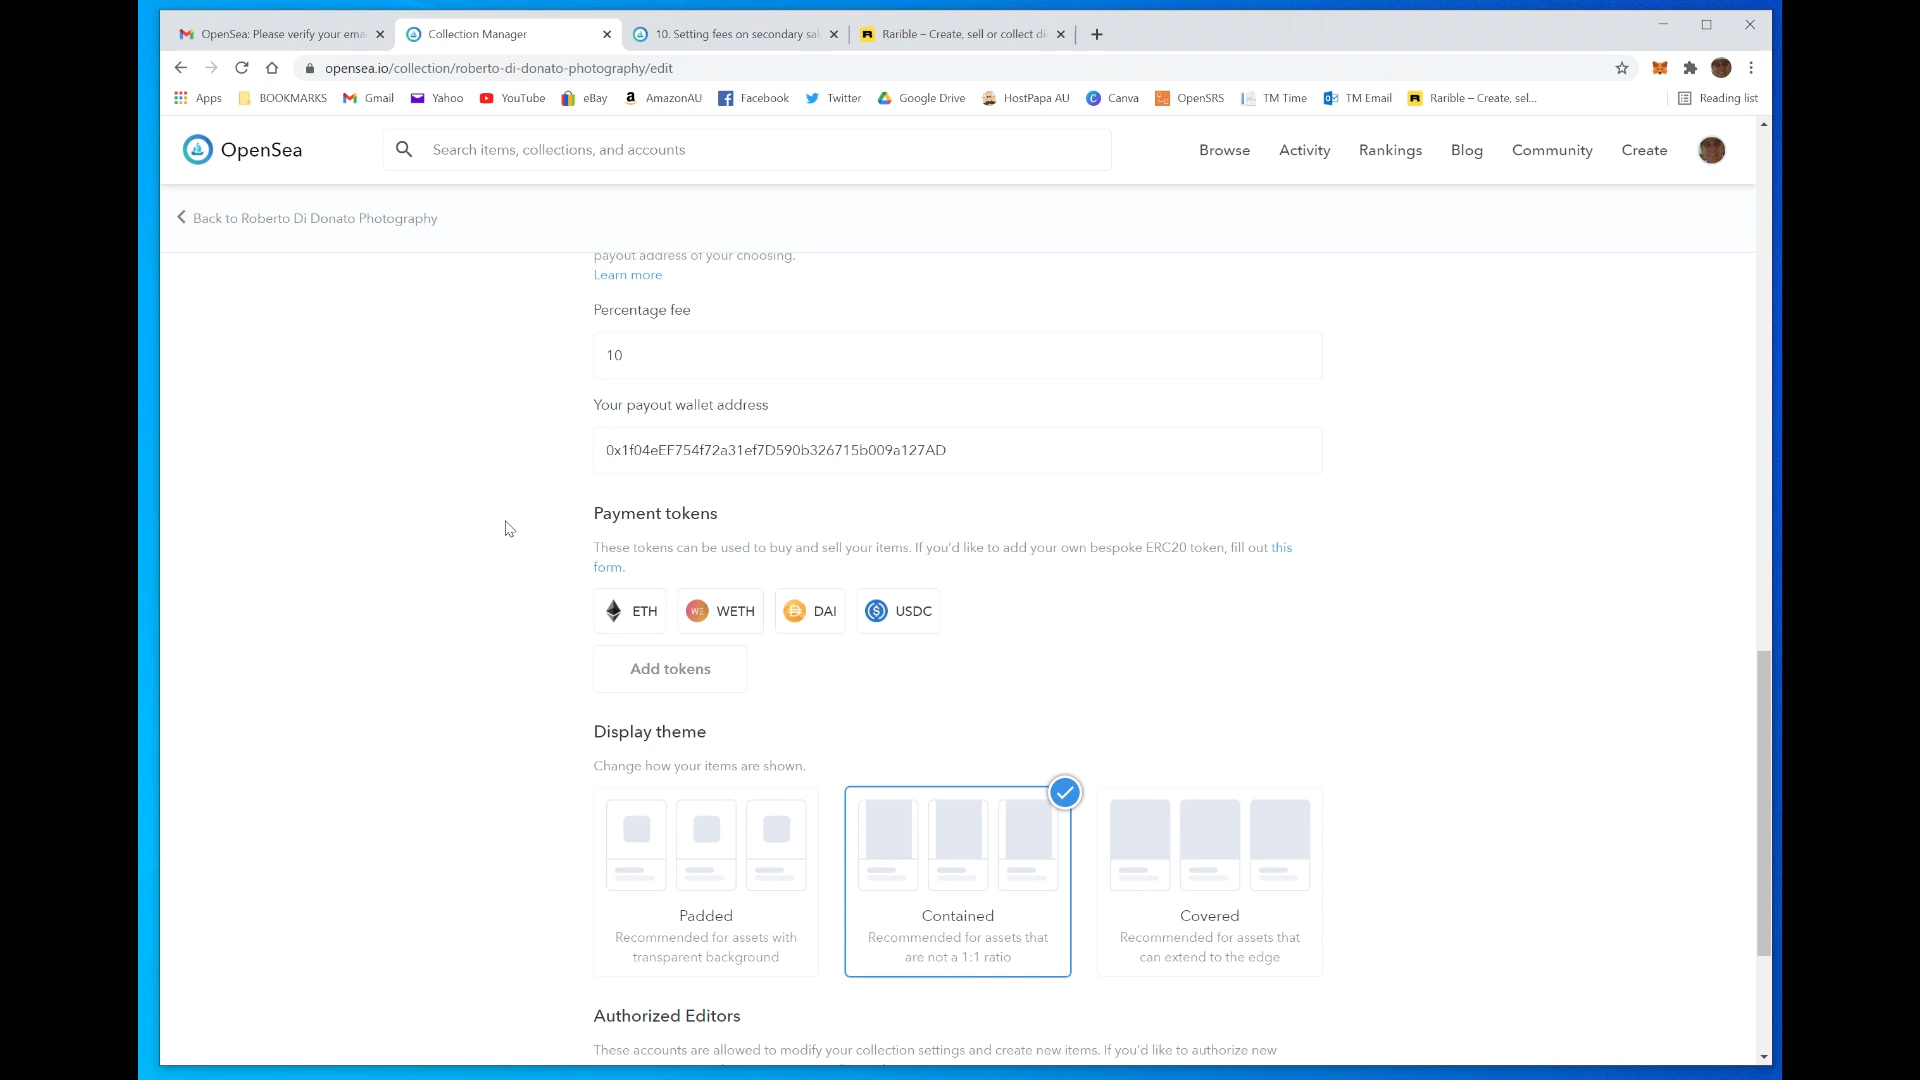 OpenSea: Please verify your ema
Collection Manager
10. Setting fees on secondary sal
Rarible – Create, sell or collect di
opensea.io/collection/roberto-di-donato-photography/edit
Apps
BOOKMARKS
Gmail
Yahoo
YouTube
eBay
AmazonAU
Facebook
Twitter
Google Drive
HostPapa AU
Canva
OpenSRS
TM Time
TM Email
Rarible – Create, sel...
Reading list
OpenSea
Search items, collections, and accounts
Browse
Activity
Rankings
Blog
Community
Create
Back to Roberto Di Donato Photography
payout address of your choosing.
Learn more
Percentage fee
10
Your payout wallet address
0x1f04eEF754f72a31ef7D590b326715b009a127AD
Payment tokens
These tokens can be used to buy and sell your items. If you'd like to add your own bespoke ERC20 token, fill out this
form.
ETH
WETH
DAI
USDC
Add tokens
Display theme
Change how your items are shown.
Padded
Recommended for assets with
transparent background
Contained
Recommended for assets that
are not a 1:1 ratio
Covered
Recommended for assets that
can extend to the edge
Authorized Editors
These accounts are allowed to modify your collection settings and create new items. If you'd like to authorize new